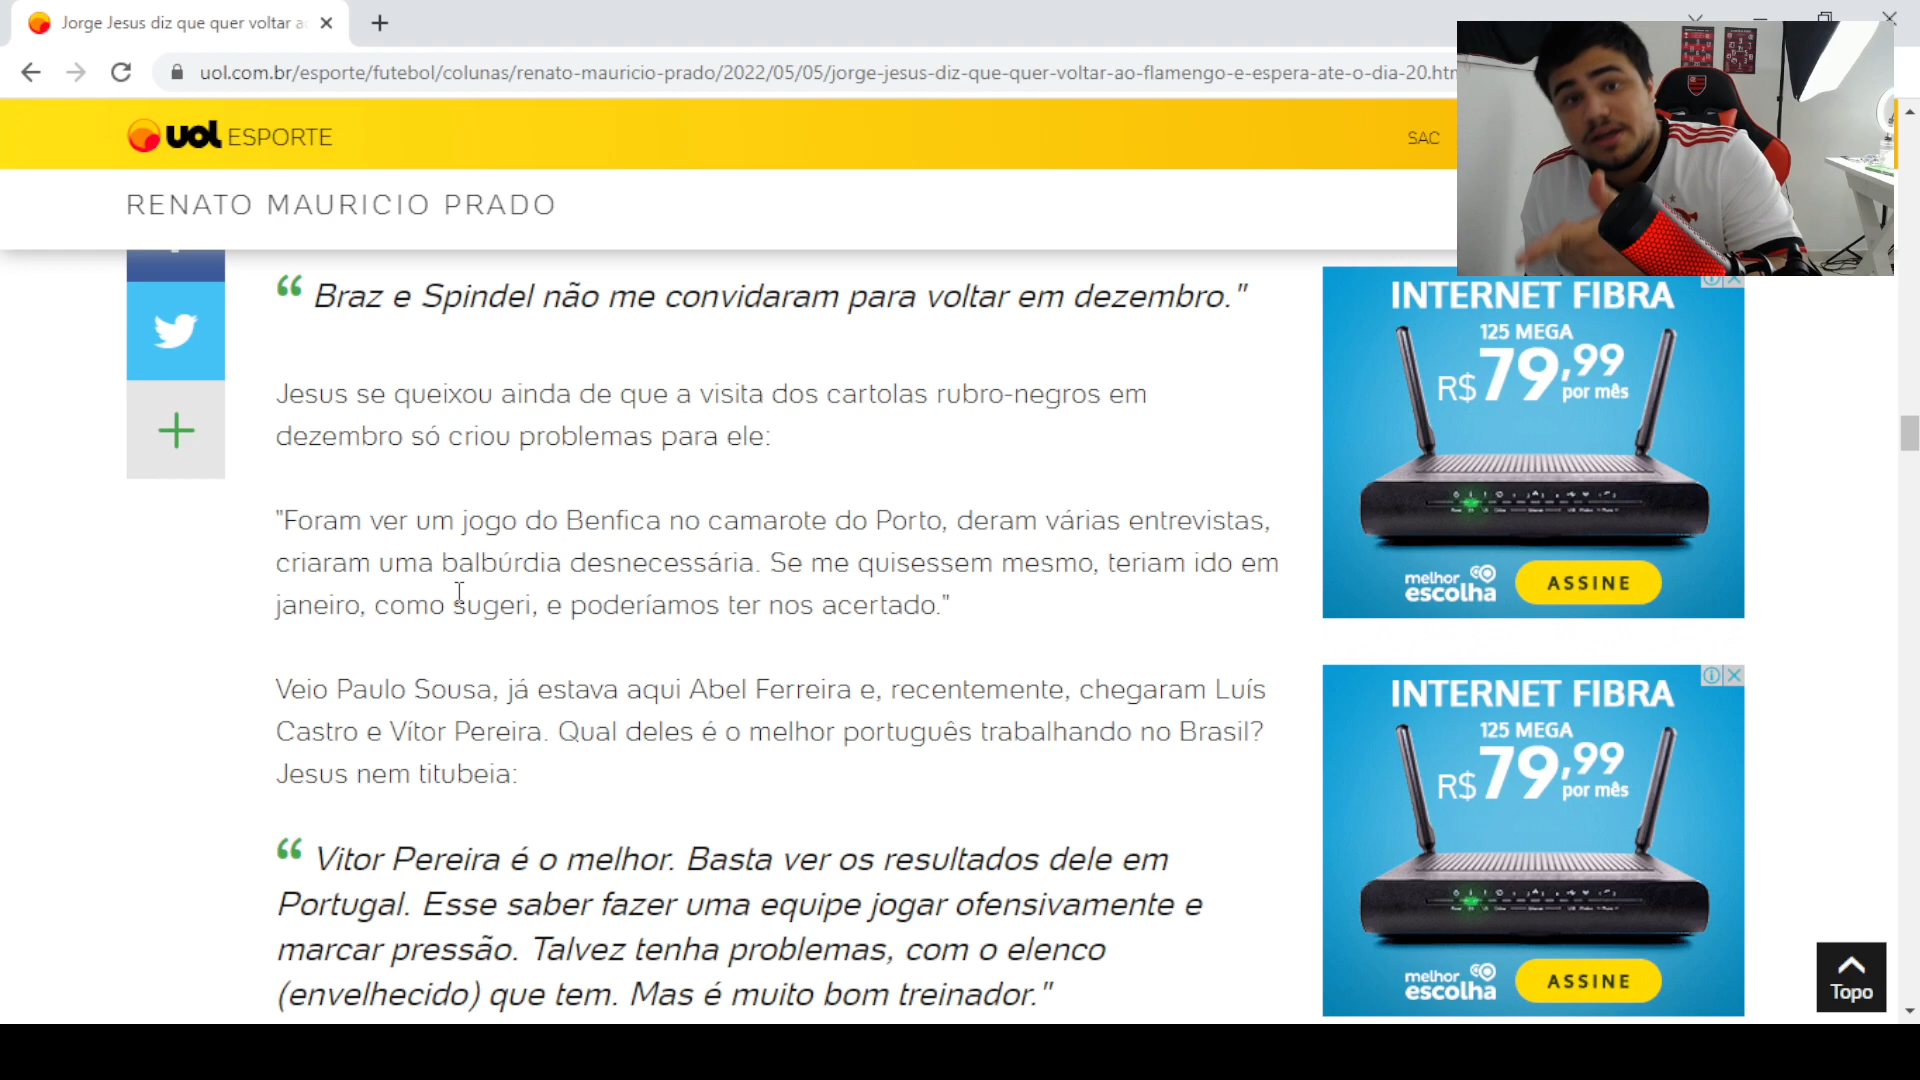 Jorge Jesus diz que quer voltar a
uol.com.br/esporte/futebol/colunas/renato-mauricio-prado/2022/05/05/jorge-jesus-diz-que-quer-voltar-ao-flamengo-e-espera-ate-o-dia-20.htm
uol ESPORTE
SAC
RENATO MAURICIO PRADO
“ Braz e Spindel não me convidaram para voltar em dezembro."
Jesus se queixou ainda de que a visita dos cartolas rubro-negros em
dezembro só criou problemas para ele:
"Foram ver um jogo do Benfica no camarote do Porto, deram várias entrevistas,
criaram uma balbúrdia desnecessária. Se me quisessem mesmo, teriam ido em
janeiro, como sugeri, e poderíamos ter nos acertado."
Veio Paulo Sousa, já estava aqui Abel Ferreira e, recentemente, chegaram Luís
Castro e Vítor Pereira. Qual deles é o melhor português trabalhando no Brasil?
Jesus nem titubeia:
“ Vitor Pereira é o melhor. Basta ver os resultados dele em
Portugal. Esse saber fazer uma equipe jogar ofensivamente e
marcar pressão. Talvez tenha problemas, com o elenco
(envelhecido) que tem. Mas é muito bom treinador."
INTERNET FIBRA
125 MEGA
R$79,99
por mês
melhor
escolha
ASSINE
INTERNET FIBRA
125 MEGA
R$79,99
por mês
melhor
escolha
ASSINE
Topo